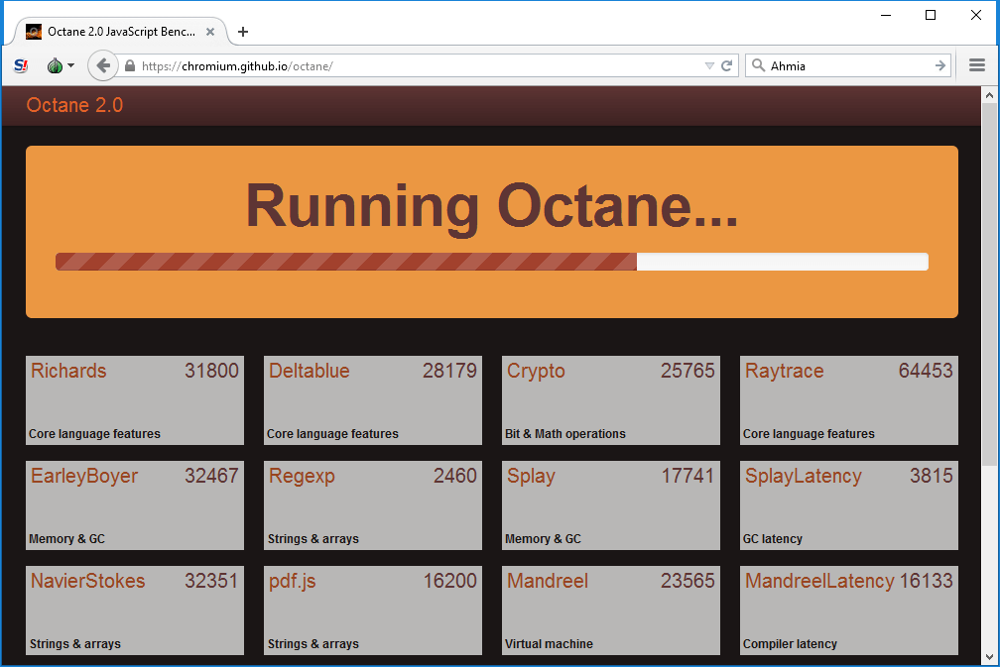 Octane 2.0 JavaScript Benc...
S!
https://chromium.github.io/octane/
Ahmia
Octane 2.0
Running Octane...
Richards 31800
Core language features
Deltablue 28179
Core language features
Crypto 25765
Bit & Math operations
Raytrace 64453
Core language features
EarleyBoyer 32467
Memory & GC
Regexp 2460
Strings & arrays
Splay 17741
Memory & GC
SplayLatency 3815
GC latency
NavierStokes 32351
Strings & arrays
pdf.js 16200
Strings & arrays
Mandreel 23565
Virtual machine
MandreelLatency 16133
Compiler latency